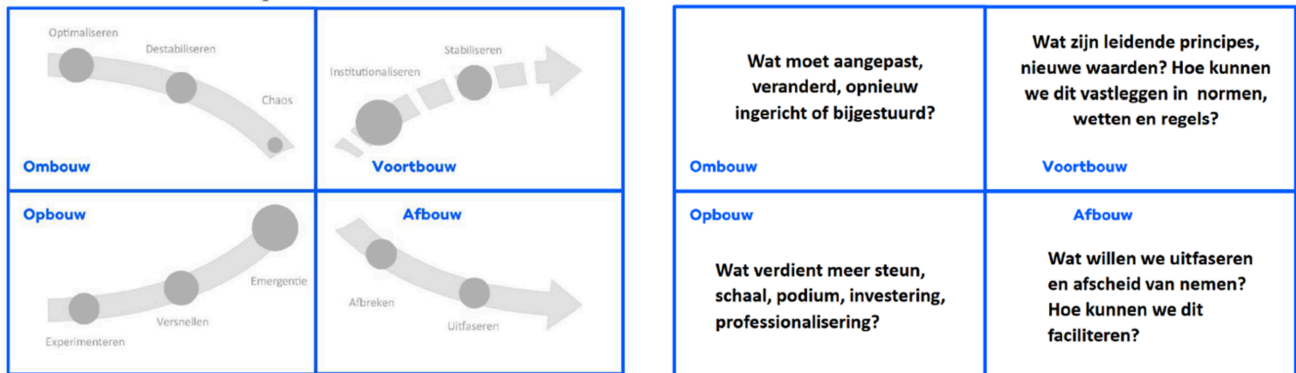 Optimaliseren
Destabiliseren
Chaos
Ombouw
Stabiliseren
Institutionaliseren
Voortbouw
Opbouw
Emergentie
Versnellen
Experimenteren
Afbouw
Afbreken
Uitfaseren
Wat moet aangepast,
veranderd, opnieuw
ingericht of bijgestuurd?
Ombouw
Wat zijn leidende principes,
nieuwe waarden? Hoe kunnen
we dit vastleggen in normen,
wetten en regels?
Voortbouw
Opbouw
Wat verdient meer steun,
schaal, podium, investering,
professionalisering?
Afbouw
Wat willen we uitfaseren
en afscheid van nemen?
Hoe kunnen we dit
faciliteren?